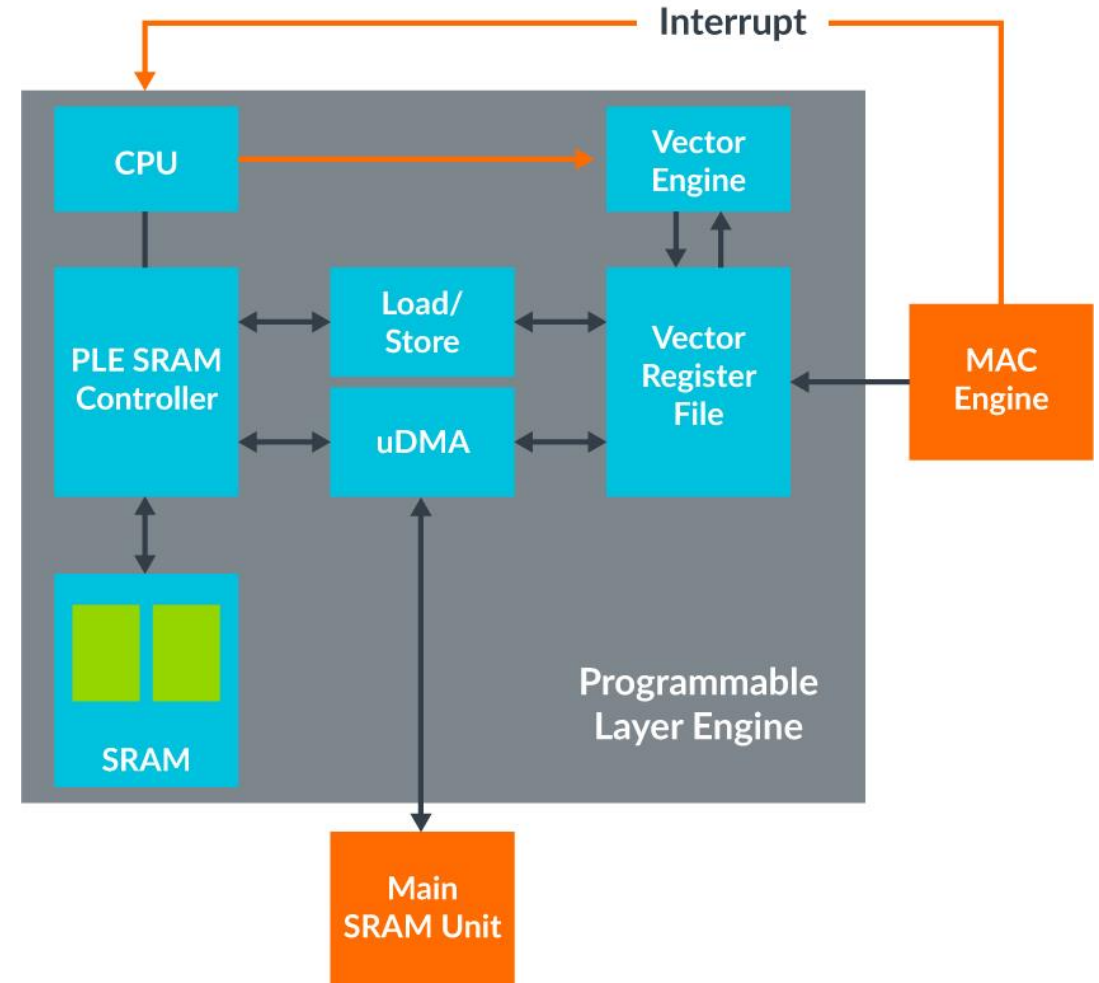 Interrupt
CPU
Vector
Engine
PLE SRAM
Controller
Load/
Store
Vector
Register
File
MAC
Engine
uDMA
SRAM
Programmable
Layer Engine
Main
SRAM Unit